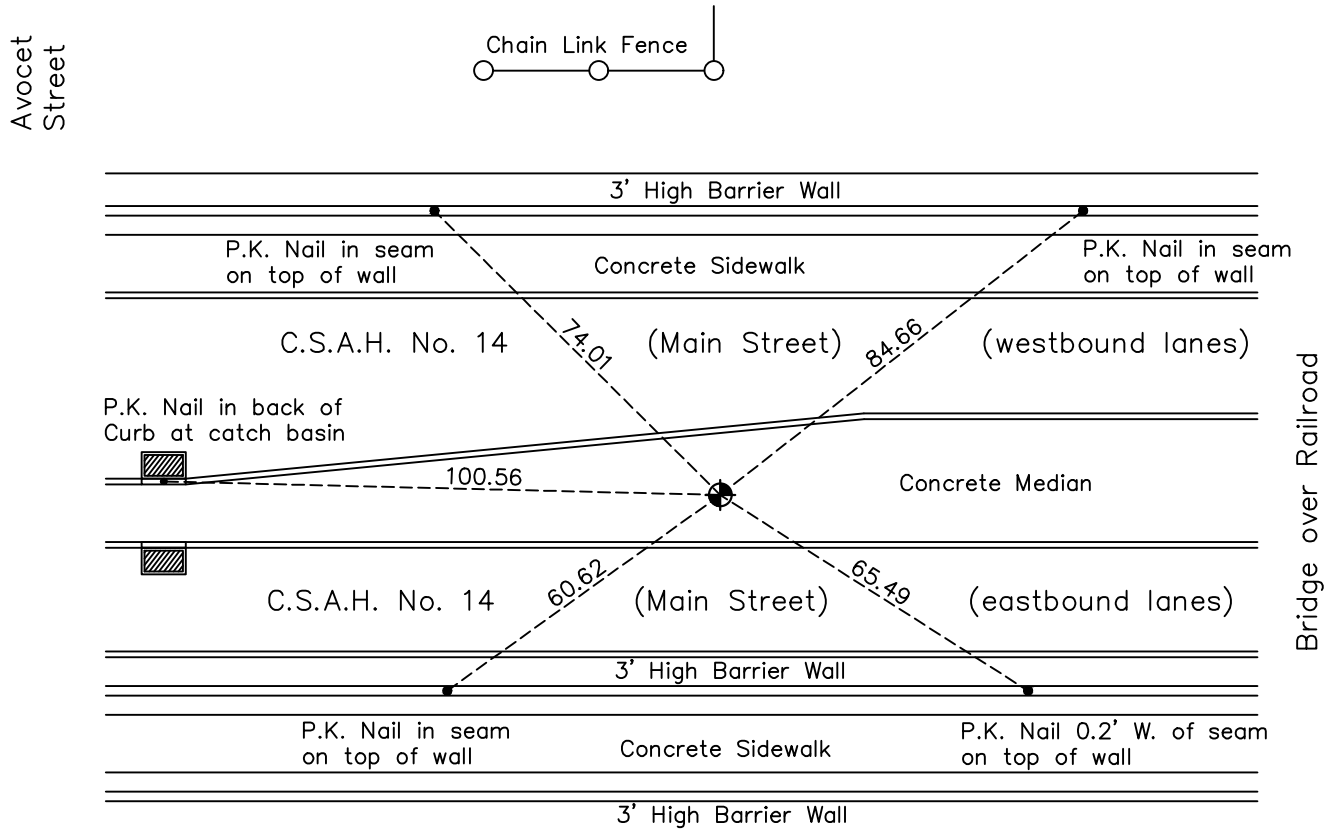 Avocet
Street
Chain Link Fence
3' High Barrier Wall
P.K. Nail in seam
on top of wall
Concrete Sidewalk
P.K. Nail in seam
on top of wall
74.01
84.66
C.S.A.H. No. 14
(Main Street)
(westbound lanes)
P.K. Nail in back of
Curb at catch basin
100.56
Concrete Median
Bridge over Railroad
60.62
65.49
C.S.A.H. No. 14
(Main Street)
(eastbound lanes)
3' High Barrier Wall
P.K. Nail in seam
on top of wall
Concrete Sidewalk
P.K. Nail 0.2' W. of seam
on top of wall
3' High Barrier Wall